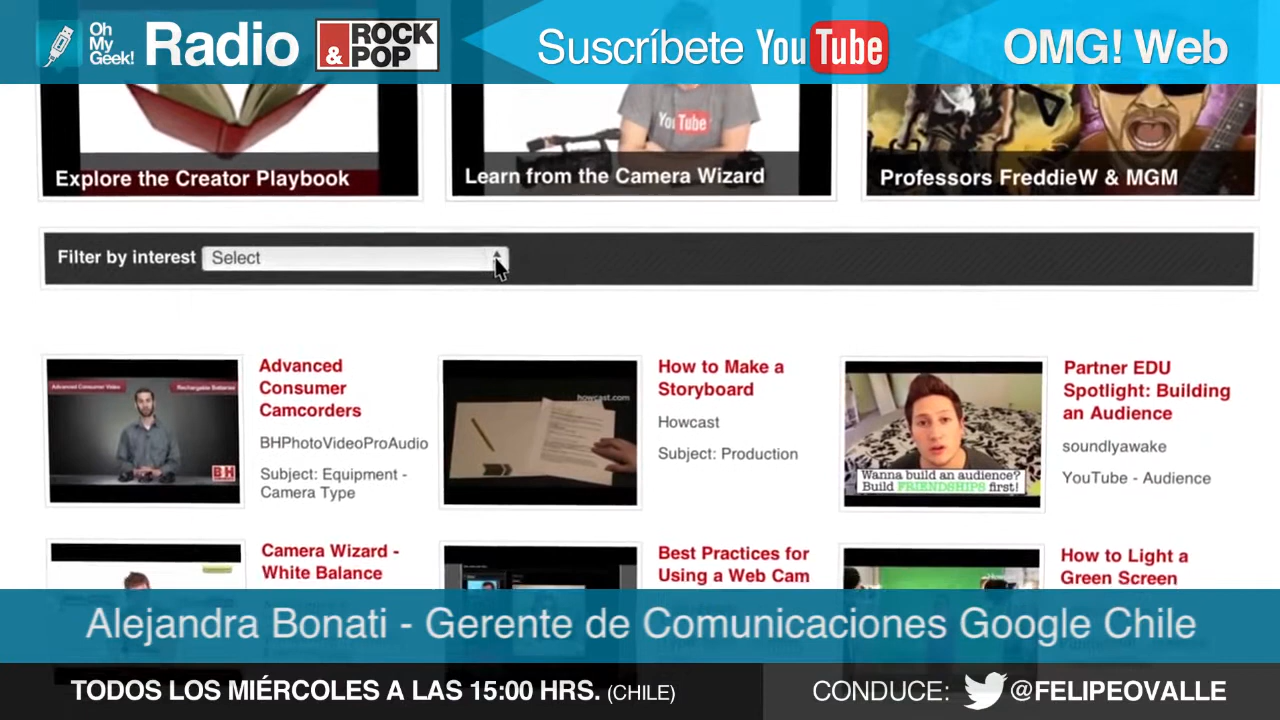 Oh
My
Geek!
Radio
ROCK
& POP
Suscríbete YouTube
OMG! Web
YouTube
Explore the Creator Playbook
Learn from the Camera Wizard
Professors FreddieW & MGM
Filter by interest
Select
Advanced Consumer Video
Rechargable Batteries
BH
Advanced
Consumer
Camcorders
BHPhotoVideoProAudio
Subject: Equipment -
Camera Type
howcast.com
How to Make a
Storyboard
Howcast
Subject: Production
Wanna build an audience?
Build FRIENDSHIPS first!
Partner EDU
Spotlight: Building
an Audience
soundlyawake
YouTube - Audience
Camera Wizard -
White Balance
Best Practices for
Using a Web Cam
How to Light a
Green Screen
Alejandra Bonati - Gerente de Comunicaciones Google Chile
TODOS LOS MIÉRCOLES A LAS 15:00 HRS. (CHILE)
CONDUCE: @FELIPEOVALLE